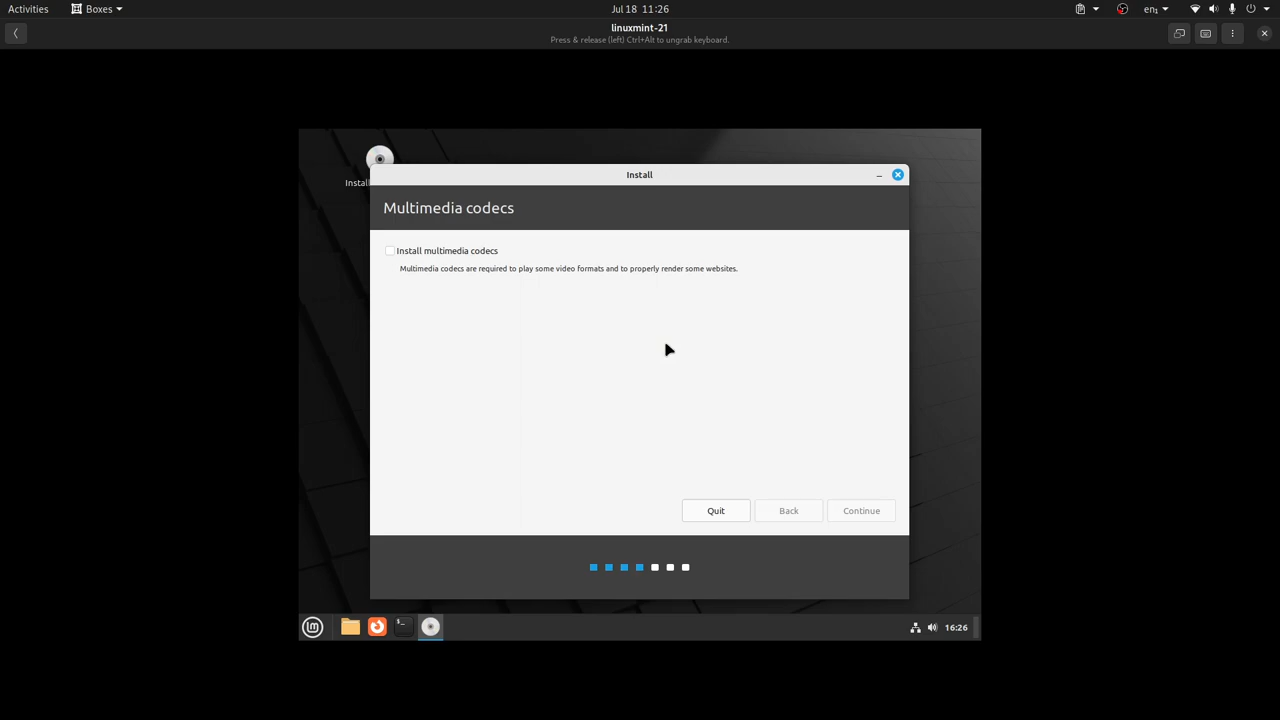 Activities
Boxes
Jul 18 11:26
en₁
linuxmint-21
Press & release (left) Ctrl+Alt to ungrab keyboard.
Install
Install
Multimedia codecs
Install multimedia codecs
Multimedia codecs are required to play some video formats and to properly render some websites.
Quit
Back
Continue
16:26